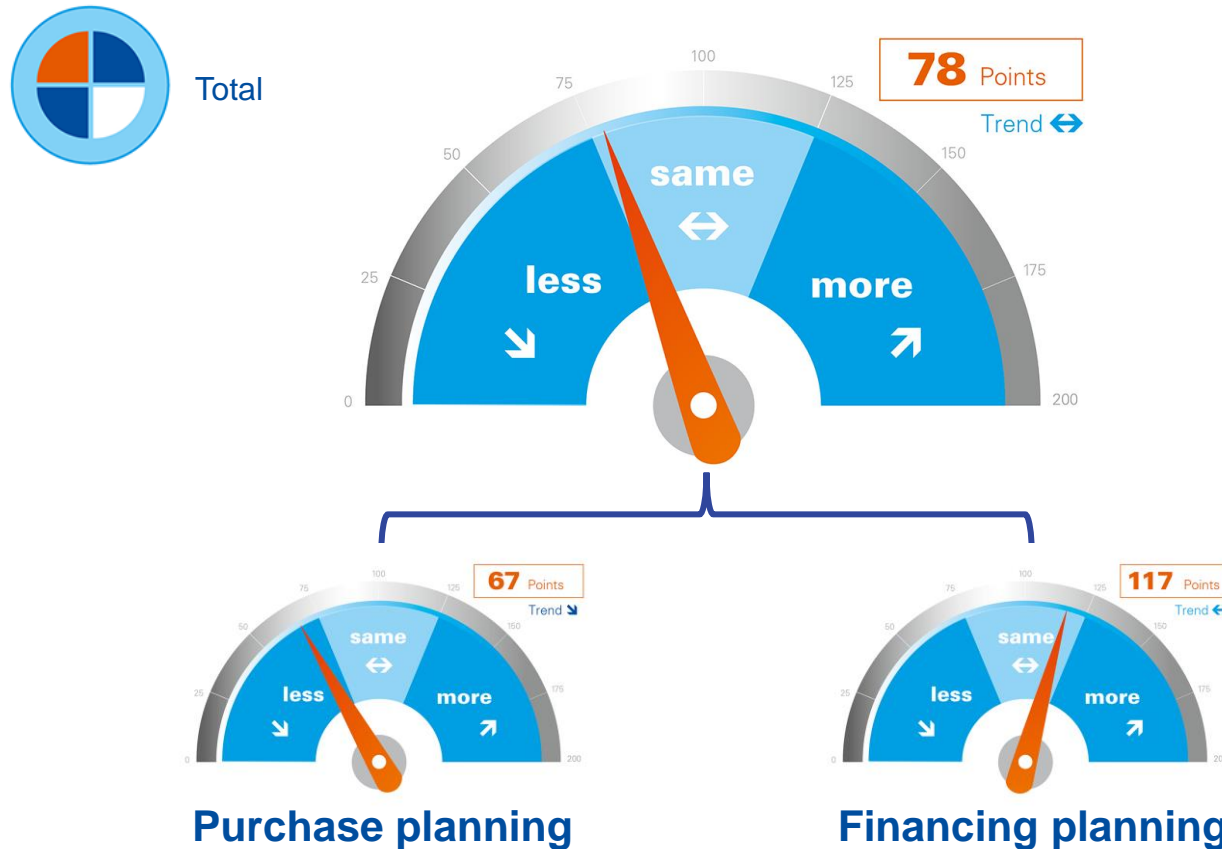 Total
78 Points
Trend
0
25
50
75
100
125
150
175
200
less
same
more
67 Points
Trend
0
25
50
75
100
125
150
175
200
less
same
more
Purchase planning
117 Points
Trend
0
25
50
75
100
125
150
175
less
same
more
Financing planning